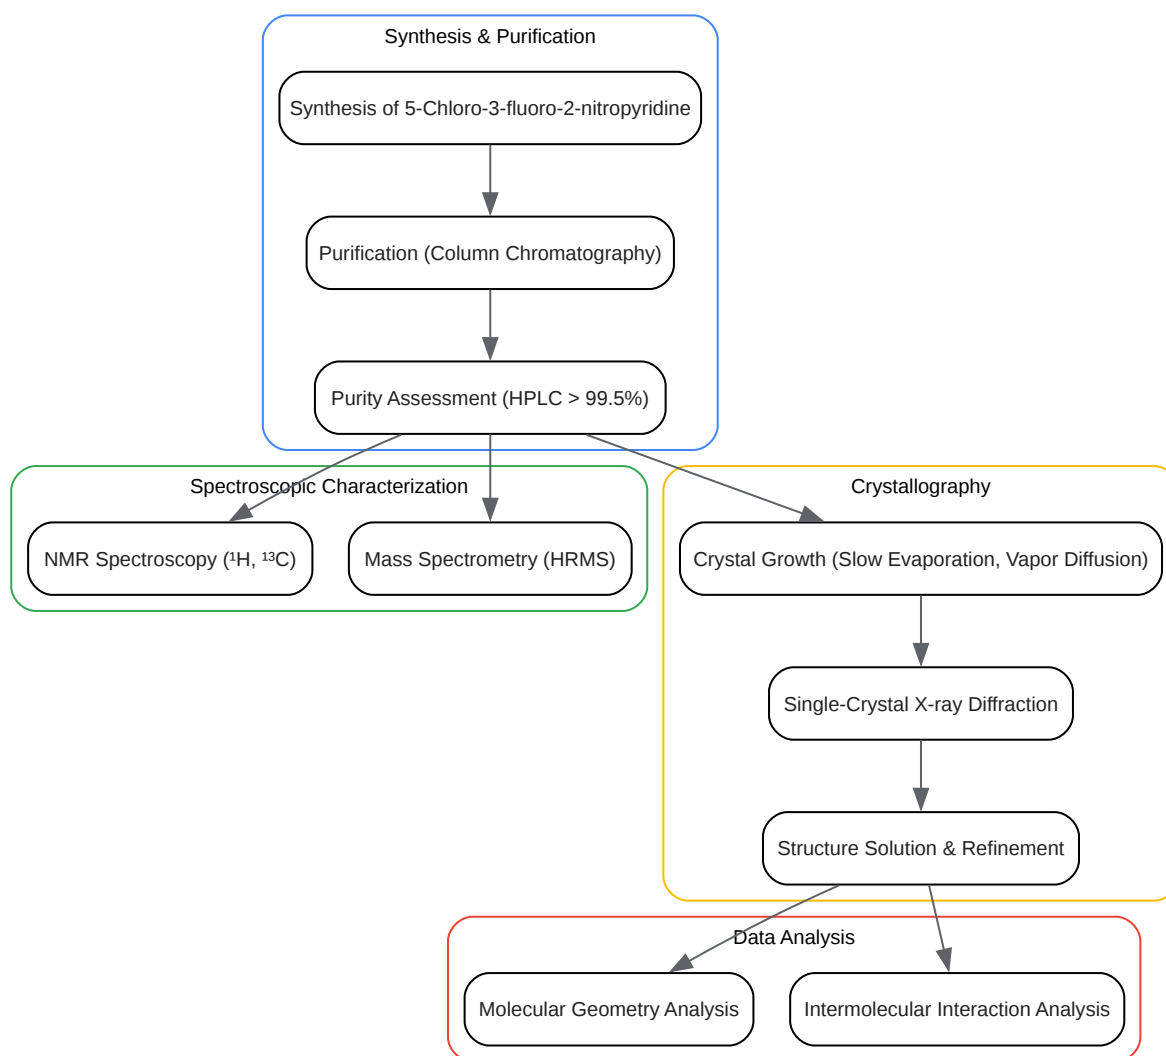 Synthesis & Purification
Synthesis of 5-Chloro-3-fluoro-2-nitropyridine
Purification (Column Chromatography)
Purity Assessment (HPLC > 99.5%)
Spectroscopic Characterization
NMR Spectroscopy (¹H, ¹³C)
Mass Spectrometry (HRMS)
Crystallography
Crystal Growth (Slow Evaporation, Vapor Diffusion)
Single-Crystal X-ray Diffraction
Structure Solution & Refinement
Data Analysis
Molecular Geometry Analysis
Intermolecular Interaction Analysis